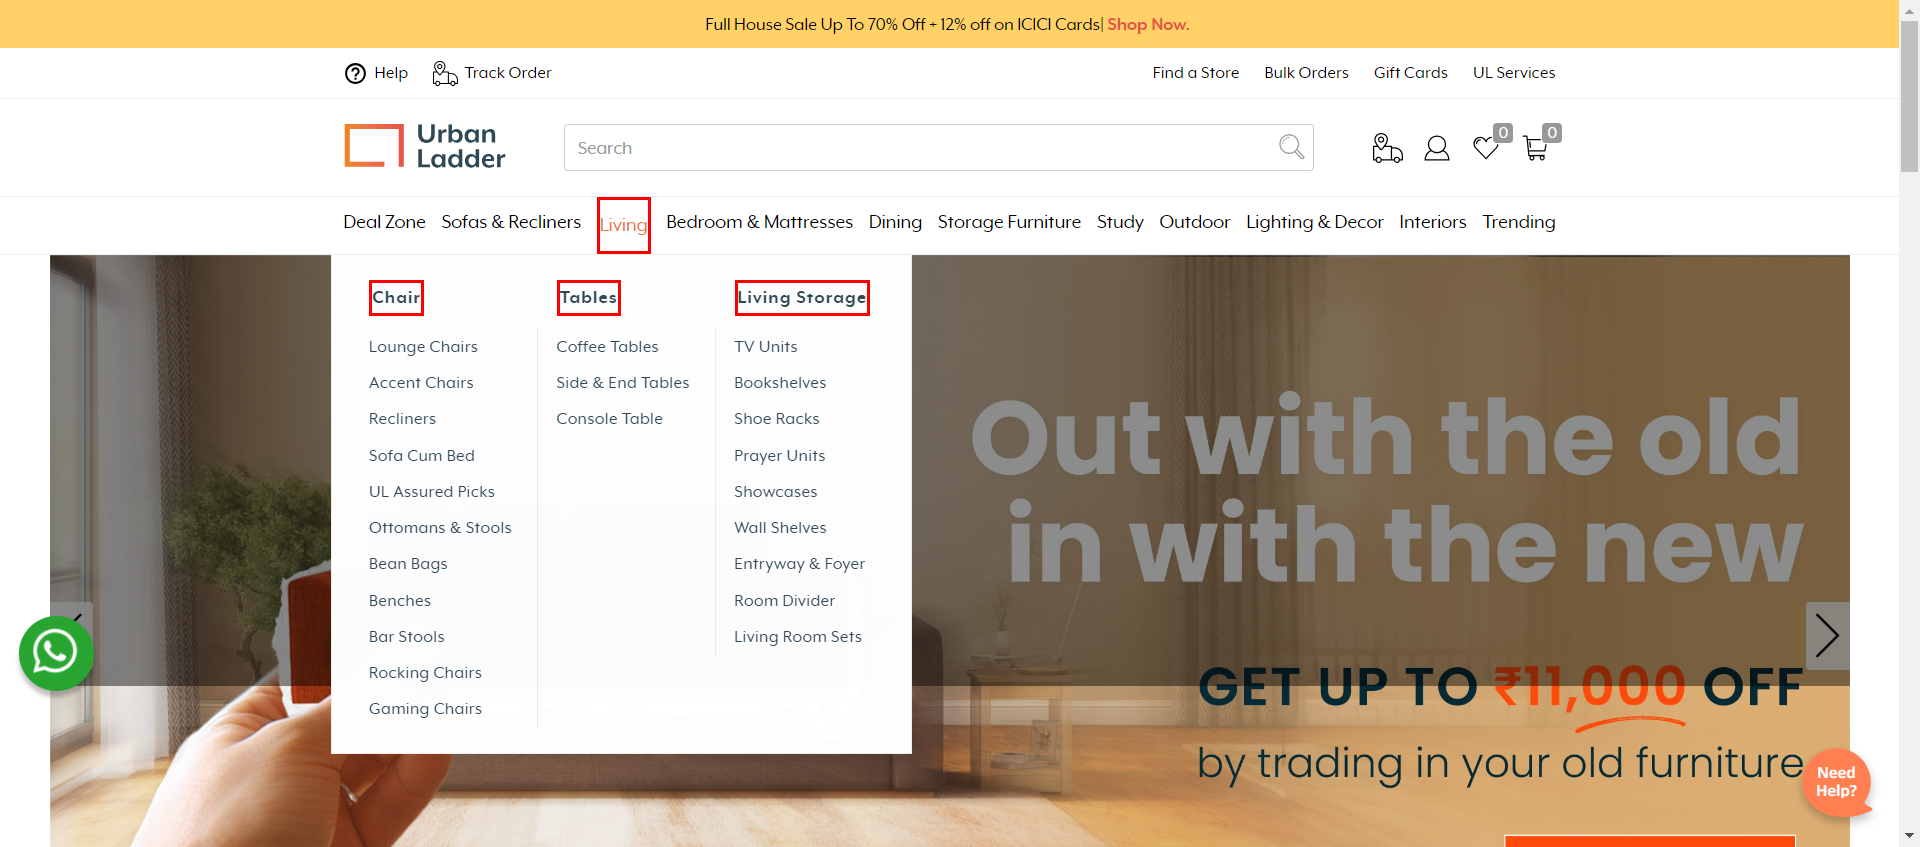 Full House Sale Up To 70% Off + 12% off on ICICI Cards| Shop Now.
Help Track Order Find a Store Bulk Orders Gift Cards UL Services
Urban
Ladder
Search
0 0
Deal Zone Sofas & Recliners Living Bedroom & Mattresses Dining Storage Furniture Study Outdoor Lighting & Decor Interiors Trending
Chair
Lounge Chairs
Accent Chairs
Recliners
Sofa Cum Bed
UL Assured Picks
Ottomans & Stools
Bean Bags
Benches
Bar Stools
Rocking Chairs
Gaming Chairs
Tables
Coffee Tables
Side & End Tables
Console Table
Living Storage
TV Units
Bookshelves
Shoe Racks
Prayer Units
Showcases
Wall Shelves
Entryway & Foyer
Room Divider
Living Room Sets
Out with the old
in with the new
GET UP TO ₹11,000 OFF
by trading in your old furniture
Need
Help?